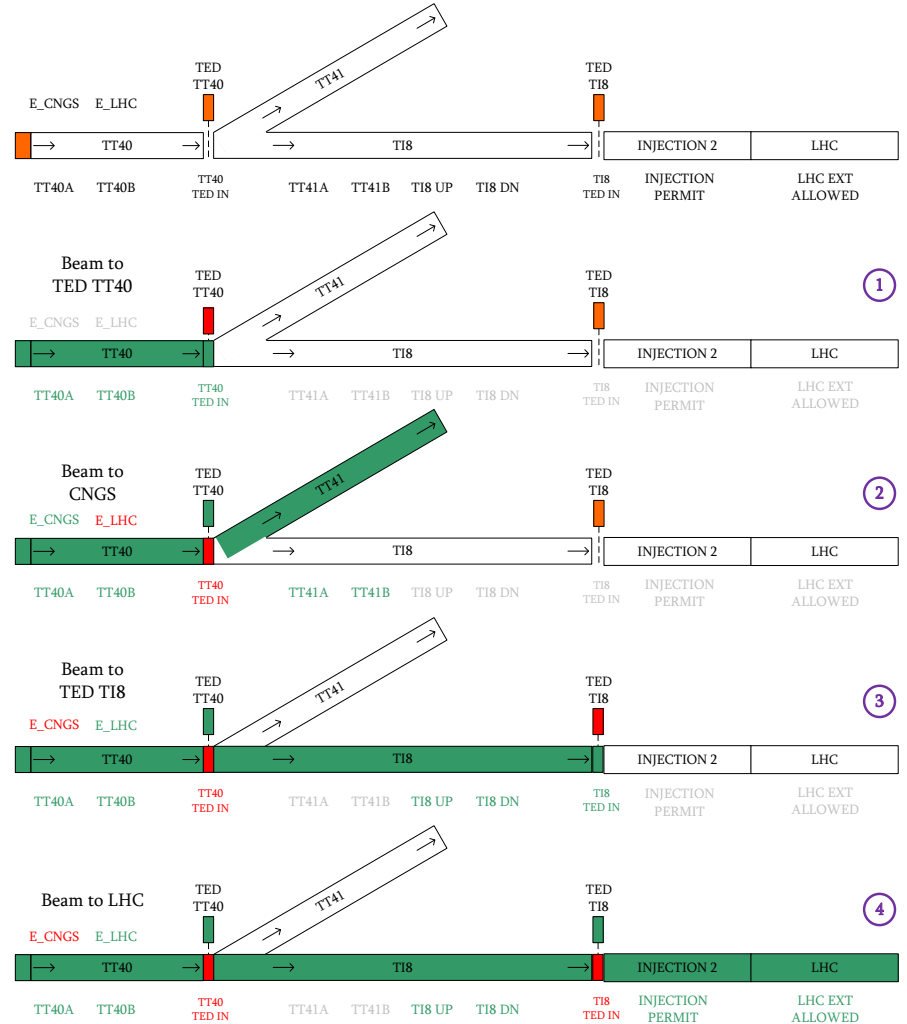 TED
TT40
TED
TI8
TT41
E_CNGS E_LHC
TT40 TI8 INJECTION 2 LHC
TT40A TT40B TT40 TT41A TT41B TI8 UP TI8 DN TI8 INJECTION LHC EXT
TED IN TED IN PERMIT ALLOWED
Beam to
TED TT40
TED
TT40
TED
TI8
TT41
1
E_CNGS E_LHC
TT40 TI8 INJECTION 2 LHC
TT40A TT40B TT40 TT41A TT41B TI8 UP TI8 DN TI8 INJECTION LHC EXT
TED IN TED IN PERMIT ALLOWED
Beam to
CNGS
TED
TT40
TED
TI8
TT41
2
E_CNGS E_LHC
TT40 TI8 INJECTION 2 LHC
TT40A TT40B TT40 TT41A TT41B TI8 UP TI8 DN TI8 INJECTION LHC EXT
TED IN TED IN PERMIT ALLOWED
Beam to
TED TI8
TED
TT40
TED
TI8
TT41
3
E_CNGS E_LHC
TT40 TI8 INJECTION 2 LHC
TT40A TT40B TT40 TT41A TT41B TI8 UP TI8 DN TI8 INJECTION LHC EXT
TED IN TED IN PERMIT ALLOWED
Beam to LHC
TED
TT40
TED
TI8
TT41
4
E_CNGS E_LHC
TT40 TI8 INJECTION 2 LHC
TT40A TT40B TT40 TT41A TT41B TI8 UP TI8 DN TI8 INJECTION LHC EXT
TED IN TED IN PERMIT ALLOWED